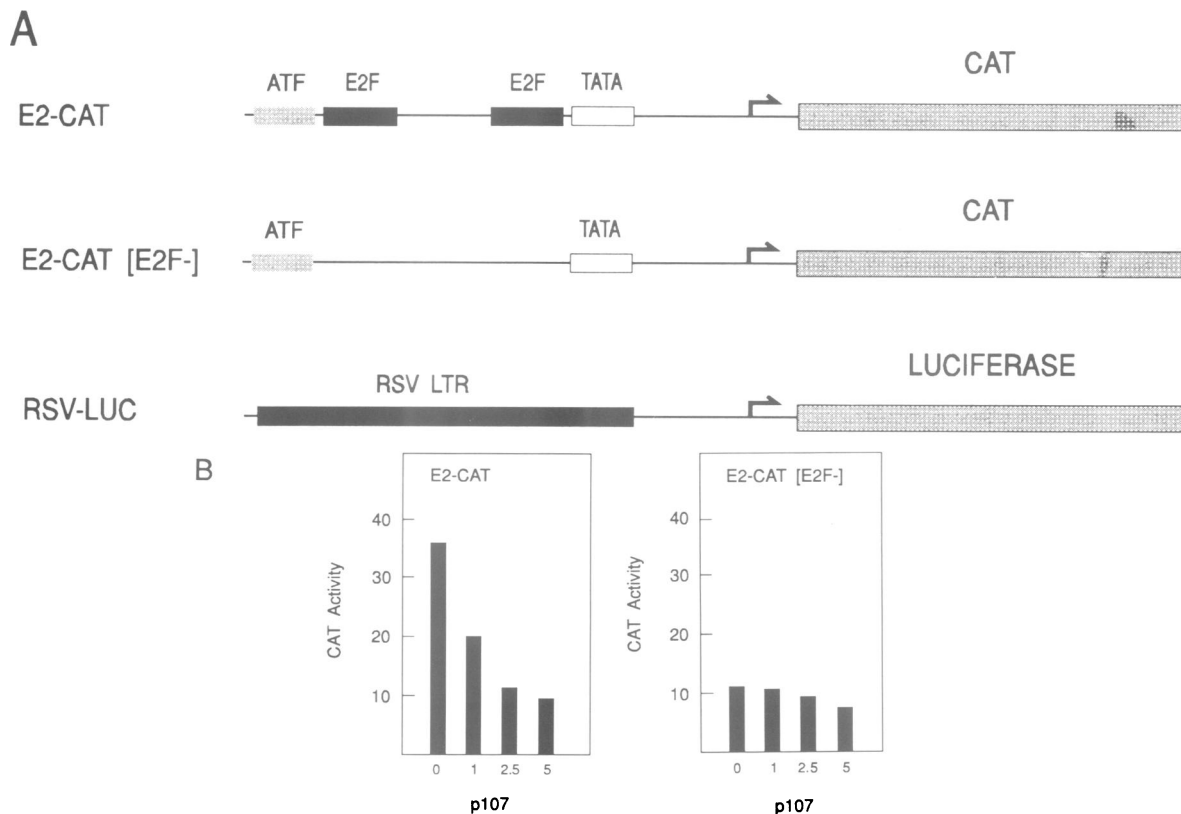 A
E2-CAT
ATF E2F E2F TATA CAT
E2-CAT [E2F-]
ATF TATA CAT
RSV-LUC
RSV LTR LUCIFERASE
B
E2-CAT
CAT Activity
40
30
20
10
0 1 2.5 5
p107
E2-CAT [E2F-]
CAT Activity
40
30
20
10
0 1 2.5 5
p107